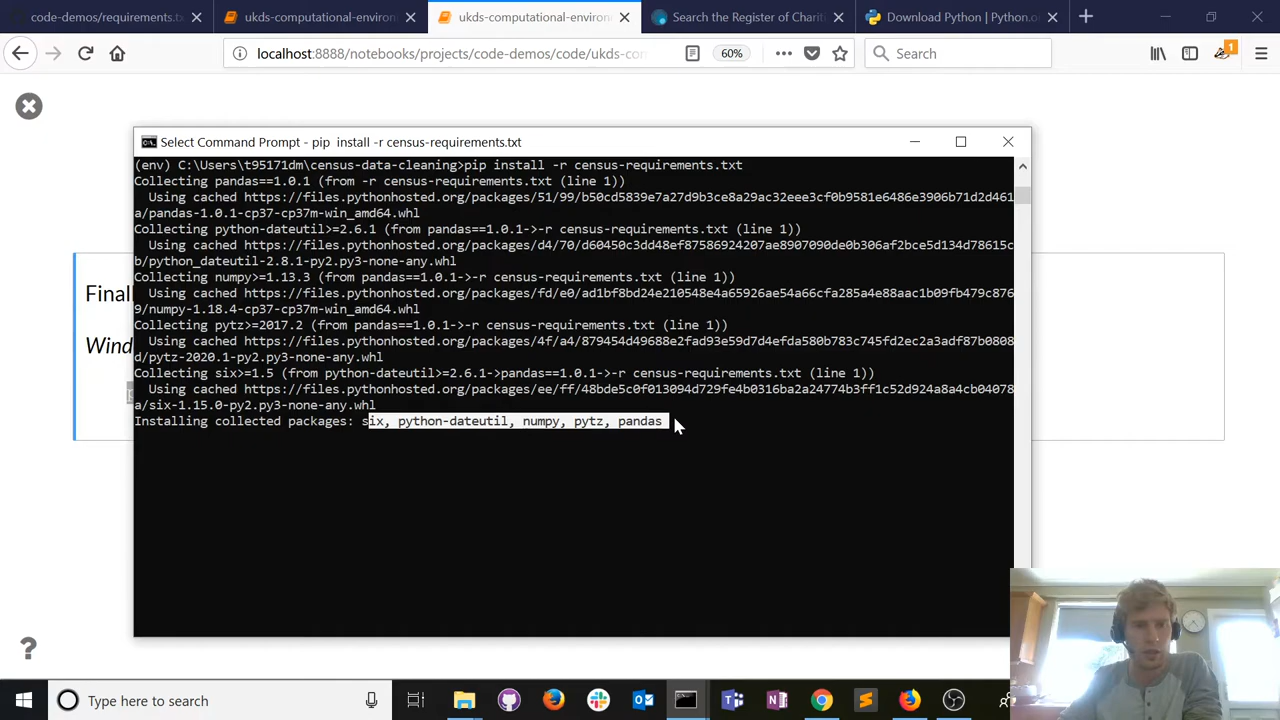 code-demos/requirements.tx
ukds-computational-environ
ukds-computational-environ
Search the Register of Chariti
Download Python | Python.o
localhost:8888/notebooks/projects/code-demos/code/ukds-co
60%
Search
1
Select Command Prompt - pip install -r census-requirements.txt
(env) C:\Users\t95171dm\census-data-cleaning>pip install -r census-requirements.txt
Collecting pandas==1.0.1 (from -r census-requirements.txt (line 1))
Using cached https://files.pythonhosted.org/packages/51/99/b50cd5839e7a27d9b3ce8a29ac32eee3cf0b9581e6486e3906b71d2d461
a/pandas-1.0.1-cp37-cp37m-win_amd64.whl
Collecting python-dateutil>=2.6.1 (from pandas==1.0.1->-r census-requirements.txt (line 1))
Using cached https://files.pythonhosted.org/packages/d4/70/d60450c3dd48ef87586924207ae8907090de0b306af2bce5d134d78615c
b/python_dateutil-2.8.1-py2.py3-none-any.whl
Collecting numpy>=1.13.3 (from pandas==1.0.1->-r census-requirements.txt (line 1))
Using cached https://files.pythonhosted.org/packages/fd/e0/ad1bf8bd24e210548e4a65926ae54a66cfa285a4e88aac1b09fb479c876
9/numpy-1.18.4-cp37-cp37m-win_amd64.whl
Collecting pytz>=2017.2 (from pandas==1.0.1->-r census-requirements.txt (line 1))
Using cached https://files.pythonhosted.org/packages/4f/a4/879454d49688e2fad93e59d7d4efda580b783c745fd2ec2a3adf87b0808
d/pytz-2020.1-py2.py3-none-any.whl
Collecting six>=1.5 (from python-dateutil>=2.6.1->pandas==1.0.1->-r census-requirements.txt (line 1))
Using cached https://files.pythonhosted.org/packages/ee/ff/48bde5c0f013094d729fe4b0316ba2a24774b3ff1c52d924a8a4cb04078
a/six-1.15.0-py2.py3-none-any.whl
Installing collected packages: six, python-dateutil, numpy, pytz, pandas
Final
Wind
?
Type here to search